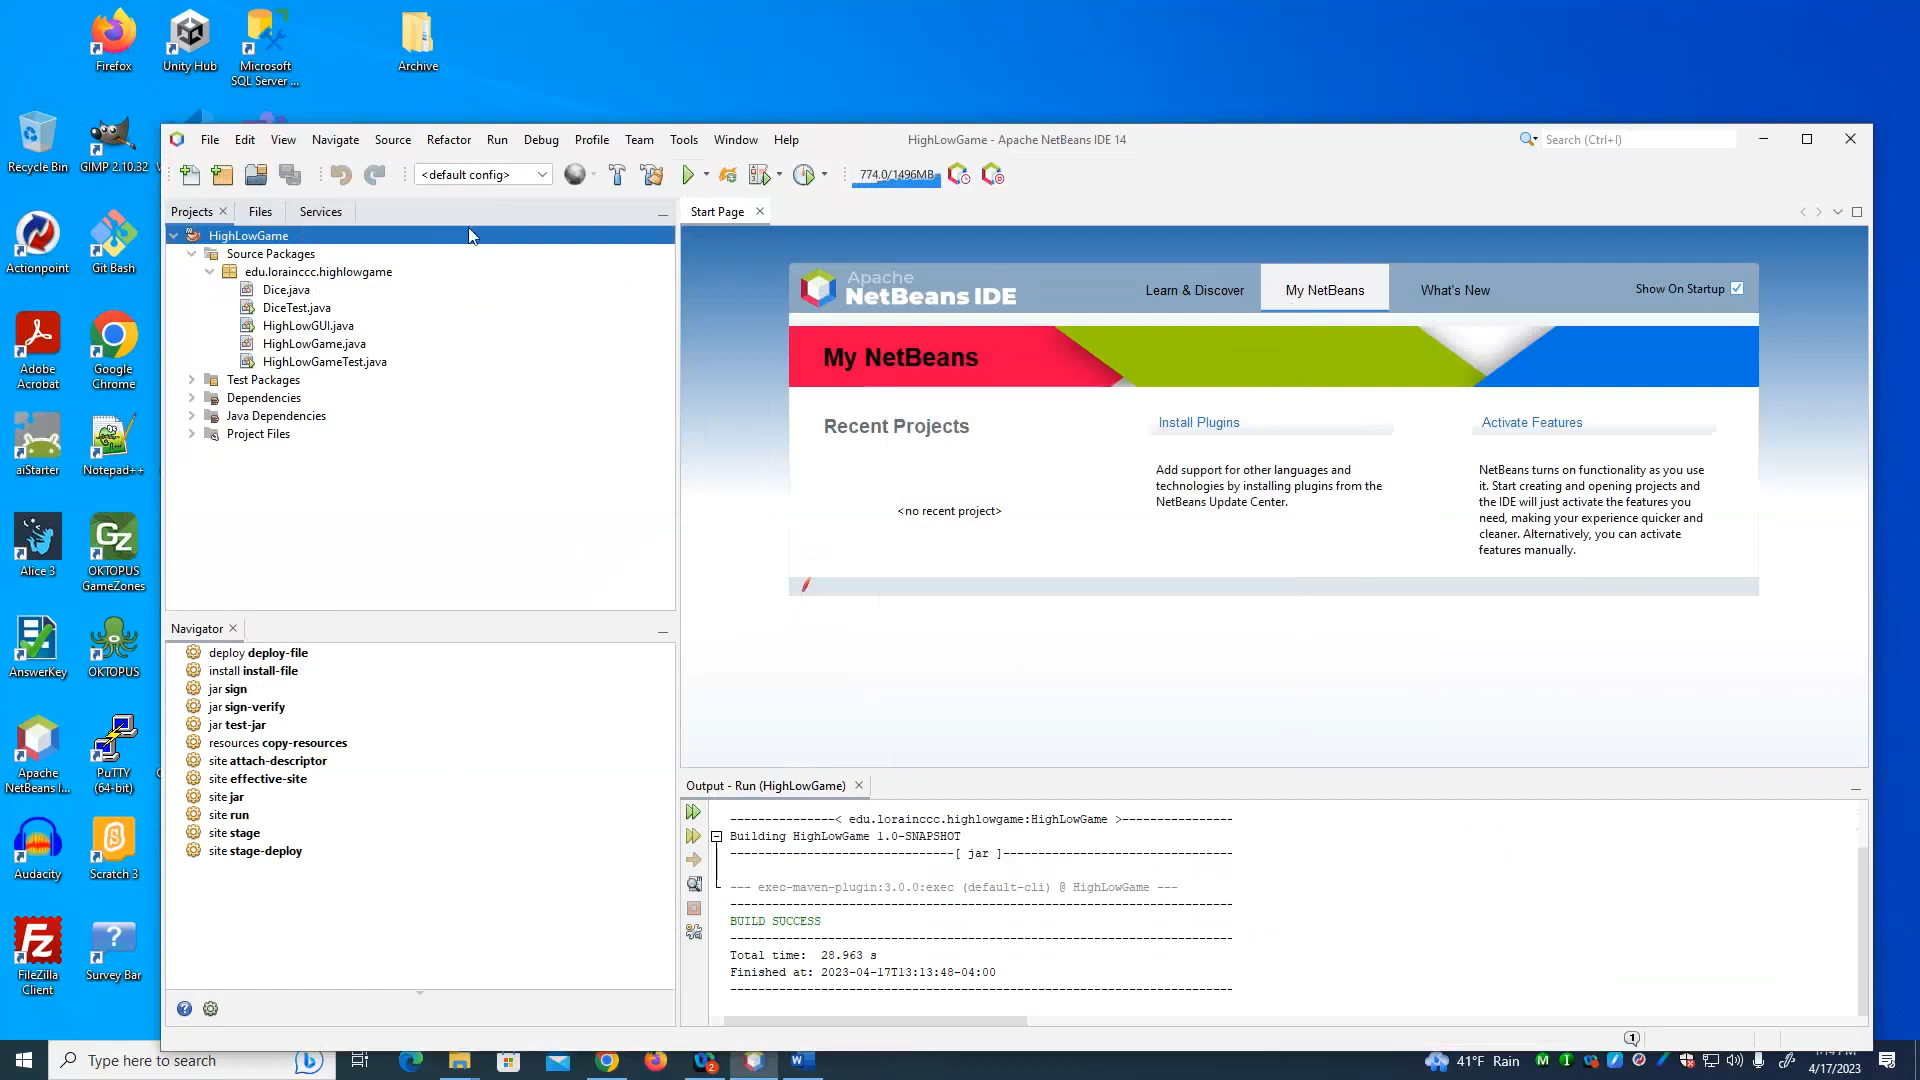 Firefox
Unity Hub
Microsoft
SQL Server ...
Archive
Recycle Bin
GIMP 2.10.32
Actionpoint
Git Bash
Adobe
Acrobat
Google
Chrome
aiStarter
Notepad++
Alice 3
OKTOPUS
GameZones
AnswerKey
OKTOPUS
Apache
NetBeans I...
PuTTY
(64-bit)
Audacity
Scratch 3
FileZilla
Client
Survey Bar
File Edit View Navigate Source Refactor Run Debug Profile Team Tools Window Help
HighLowGame - Apache NetBeans IDE 14
Search (Ctrl+I)
<default config>
774.0/1496MB
Projects Files Services
HighLowGame
Source Packages
edu.lorainccc.highlowgame
Dice.java
DiceTest.java
HighLowGUI.java
HighLowGame.java
HighLowGameTest.java
Test Packages
Dependencies
Java Dependencies
Project Files
Navigator
deploy deploy-file
install install-file
jar sign
jar sign-verify
jar test-jar
resources copy-resources
site attach-descriptor
site effective-site
site jar
site run
site stage
site stage-deploy
Start Page
Apache
NetBeans IDE
Learn & Discover
My NetBeans
What's New
Show On Startup
My NetBeans
Recent Projects
<no recent project>
Install Plugins
Add support for other languages and
technologies by installing plugins from the
NetBeans Update Center.
Activate Features
NetBeans turns on functionality as you use
it. Start creating and opening projects and
the IDE will just activate the features you
need, making your experience quicker and
cleaner. Alternatively, you can activate
features manually.
Output - Run (HighLowGame)
---------------< edu.lorainccc.highlowgame:HighLowGame >----------------
Building HighLowGame 1.0-SNAPSHOT
--------------------------------[ jar ]---------------------------------
--- exec-maven-plugin:3.0.0:exec (default-cli) @ HighLowGame ---
------------------------------------------------------------------------
BUILD SUCCESS
------------------------------------------------------------------------
Total time:  28.963 s
Finished at: 2023-04-17T13:13:48-04:00
------------------------------------------------------------------------
1
Type here to search
2
41°F Rain
4/17/2023